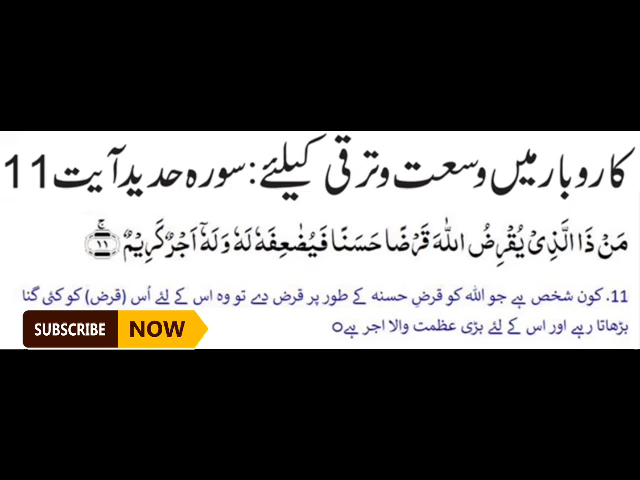 کاروبار میں وسعت و ترقی کیلئے: سورہ حدید آیت 11
مَنْ ذَا الَّذِیْ یُقْرِضُ اللّٰهَ قَرْضًا حَسَنًا فَیُضٰعِفَهٗ لَهٗ وَلَهٗۤ اَجْرٌ كَرِیْمٌ ۚ ﴿۱۱﴾
11. کون شخص ہے جو اللہ کو قرضِ حسنہ کے طور پر قرض دے تو وہ اس کے لئے اُس (قرض) کو کئی گنا
بڑھاتا رہے اور اس کے لئے بڑی عظمت والا اجر ہے۝
SUBSCRIBE NOW